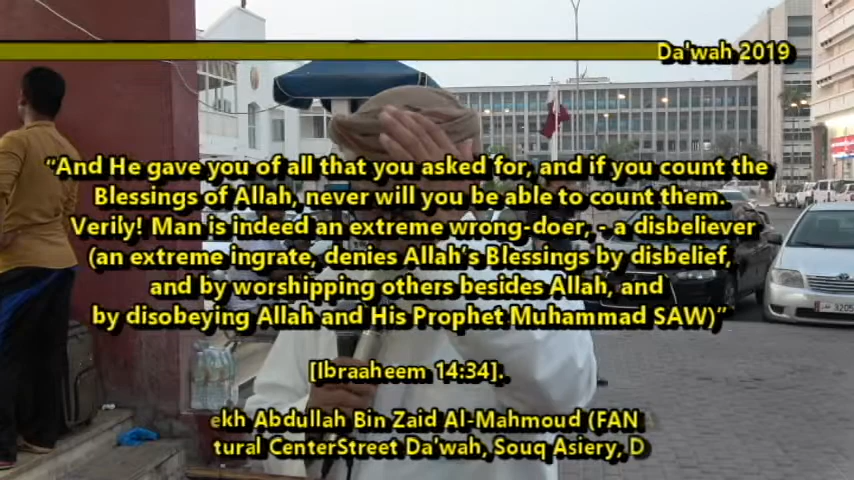 Da'wah 2019
"And He gave you of all that you asked for, and if you count the
Blessings of Allah, never will you be able to count them.
Verily! Man is indeed an extreme wrong-doer, - a disbeliever
(an extreme ingrate, denies Allah's Blessings by disbelief,
and by worshipping others besides Allah, and
by disobeying Allah and His Prophet Muhammad SAW)"
[Ibraaheem 14:34].
ekh Abdullah Bin Zaid Al-Mahmoud (FAN
tural CenterStreet Da'wah, Souq Asiery, D